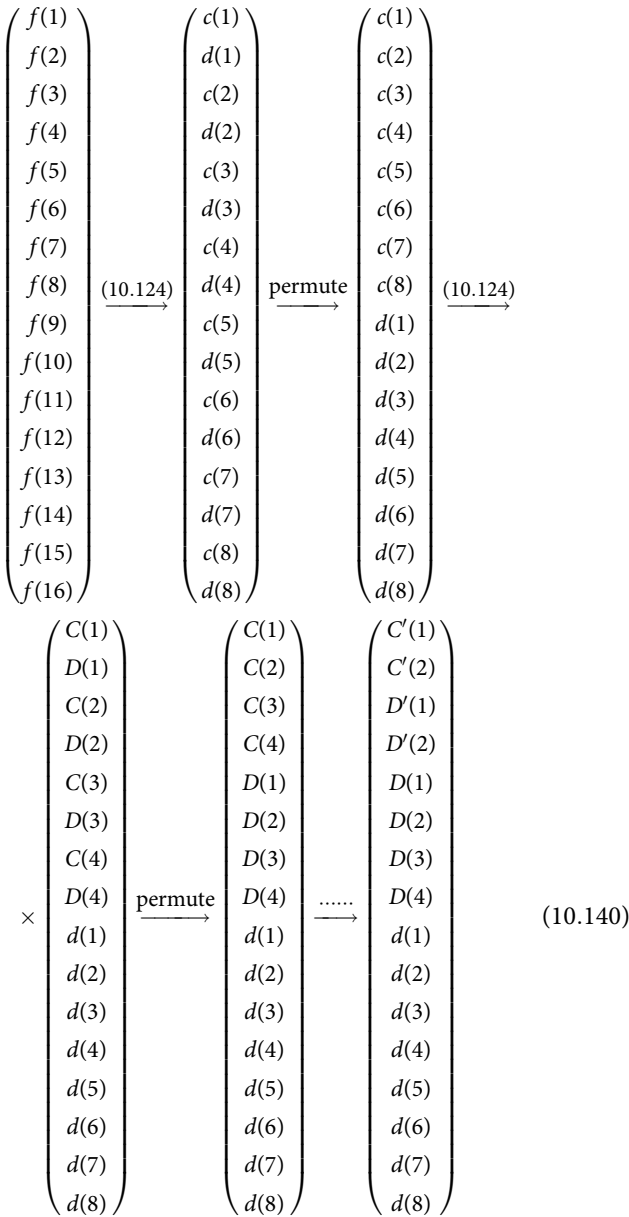 f(1) c(1) c(1)
f(2) d(1) c(2)
f(3) c(2) c(3)
f(4) d(2) c(4)
f(5) c(3) c(5)
f(6) d(3) c(6)
f(7) c(4) c(7)
f(8) (10.124) d(4) permute c(8) (10.124)
f(9) → c(5) → d(1) →
f(10) d(5) d(2)
f(11) c(6) d(3)
f(12) d(6) d(4)
f(13) c(7) d(5)
f(14) d(7) d(6)
f(15) c(8) d(7)
f(16) d(8) d(8)
C(1) C(1) C′(1)
D(1) C(2) C′(2)
C(2) C(3) D′(1)
D(2) C(4) D′(2)
C(3) D(1) D(1)
D(3) D(2) D(2)
C(4) D(3) D(3)
× D(4) permute → D(4) ...... → D(4) (10.140)
d(1) d(1) d(1)
d(2) d(2) d(2)
d(3) d(3) d(3)
d(4) d(4) d(4)
d(5) d(5) d(5)
d(6) d(6) d(6)
d(7) d(7) d(7)
d(8) d(8) d(8)